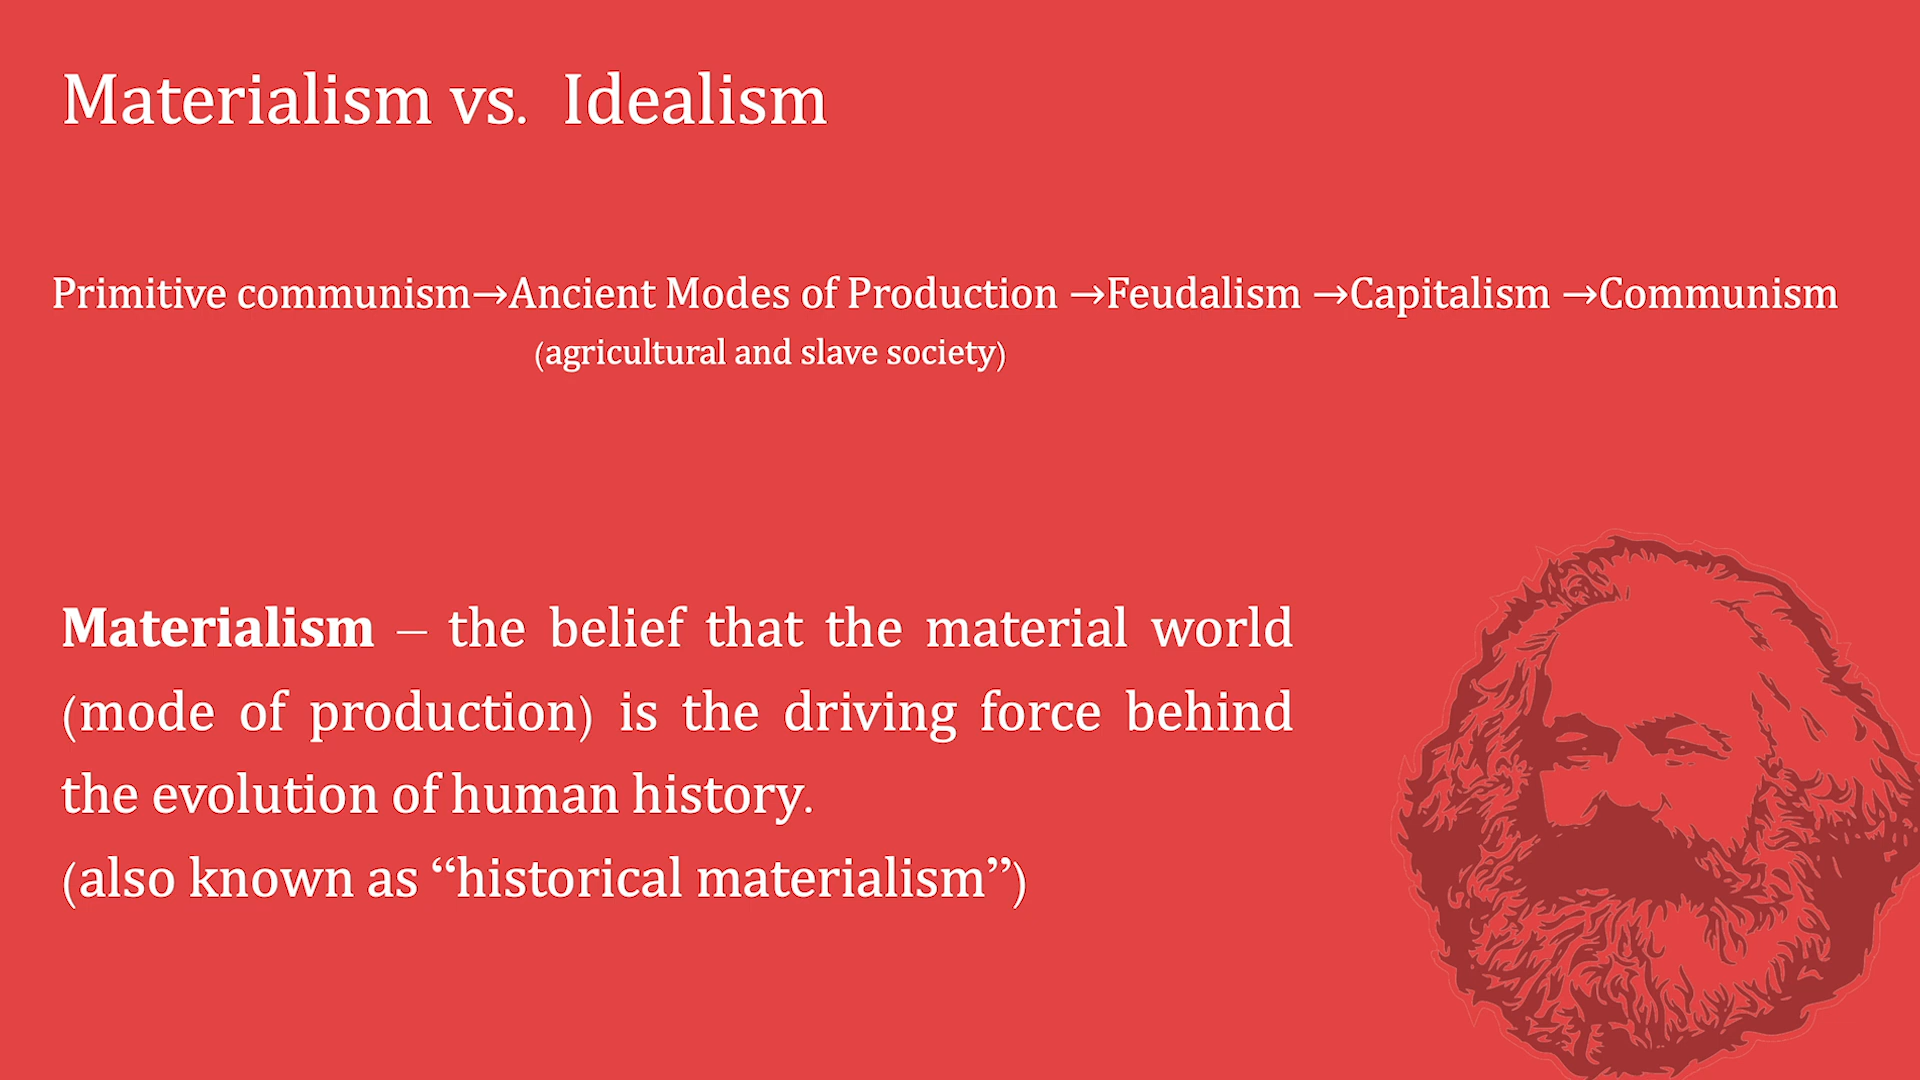 Materialism vs. Idealism
Primitive communism→Ancient Modes of Production →Feudalism →Capitalism →Communism
(agricultural and slave society)
Materialism – the belief that the material world
(mode of production) is the driving force behind
the evolution of human history.
(also known as “historical materialism”)